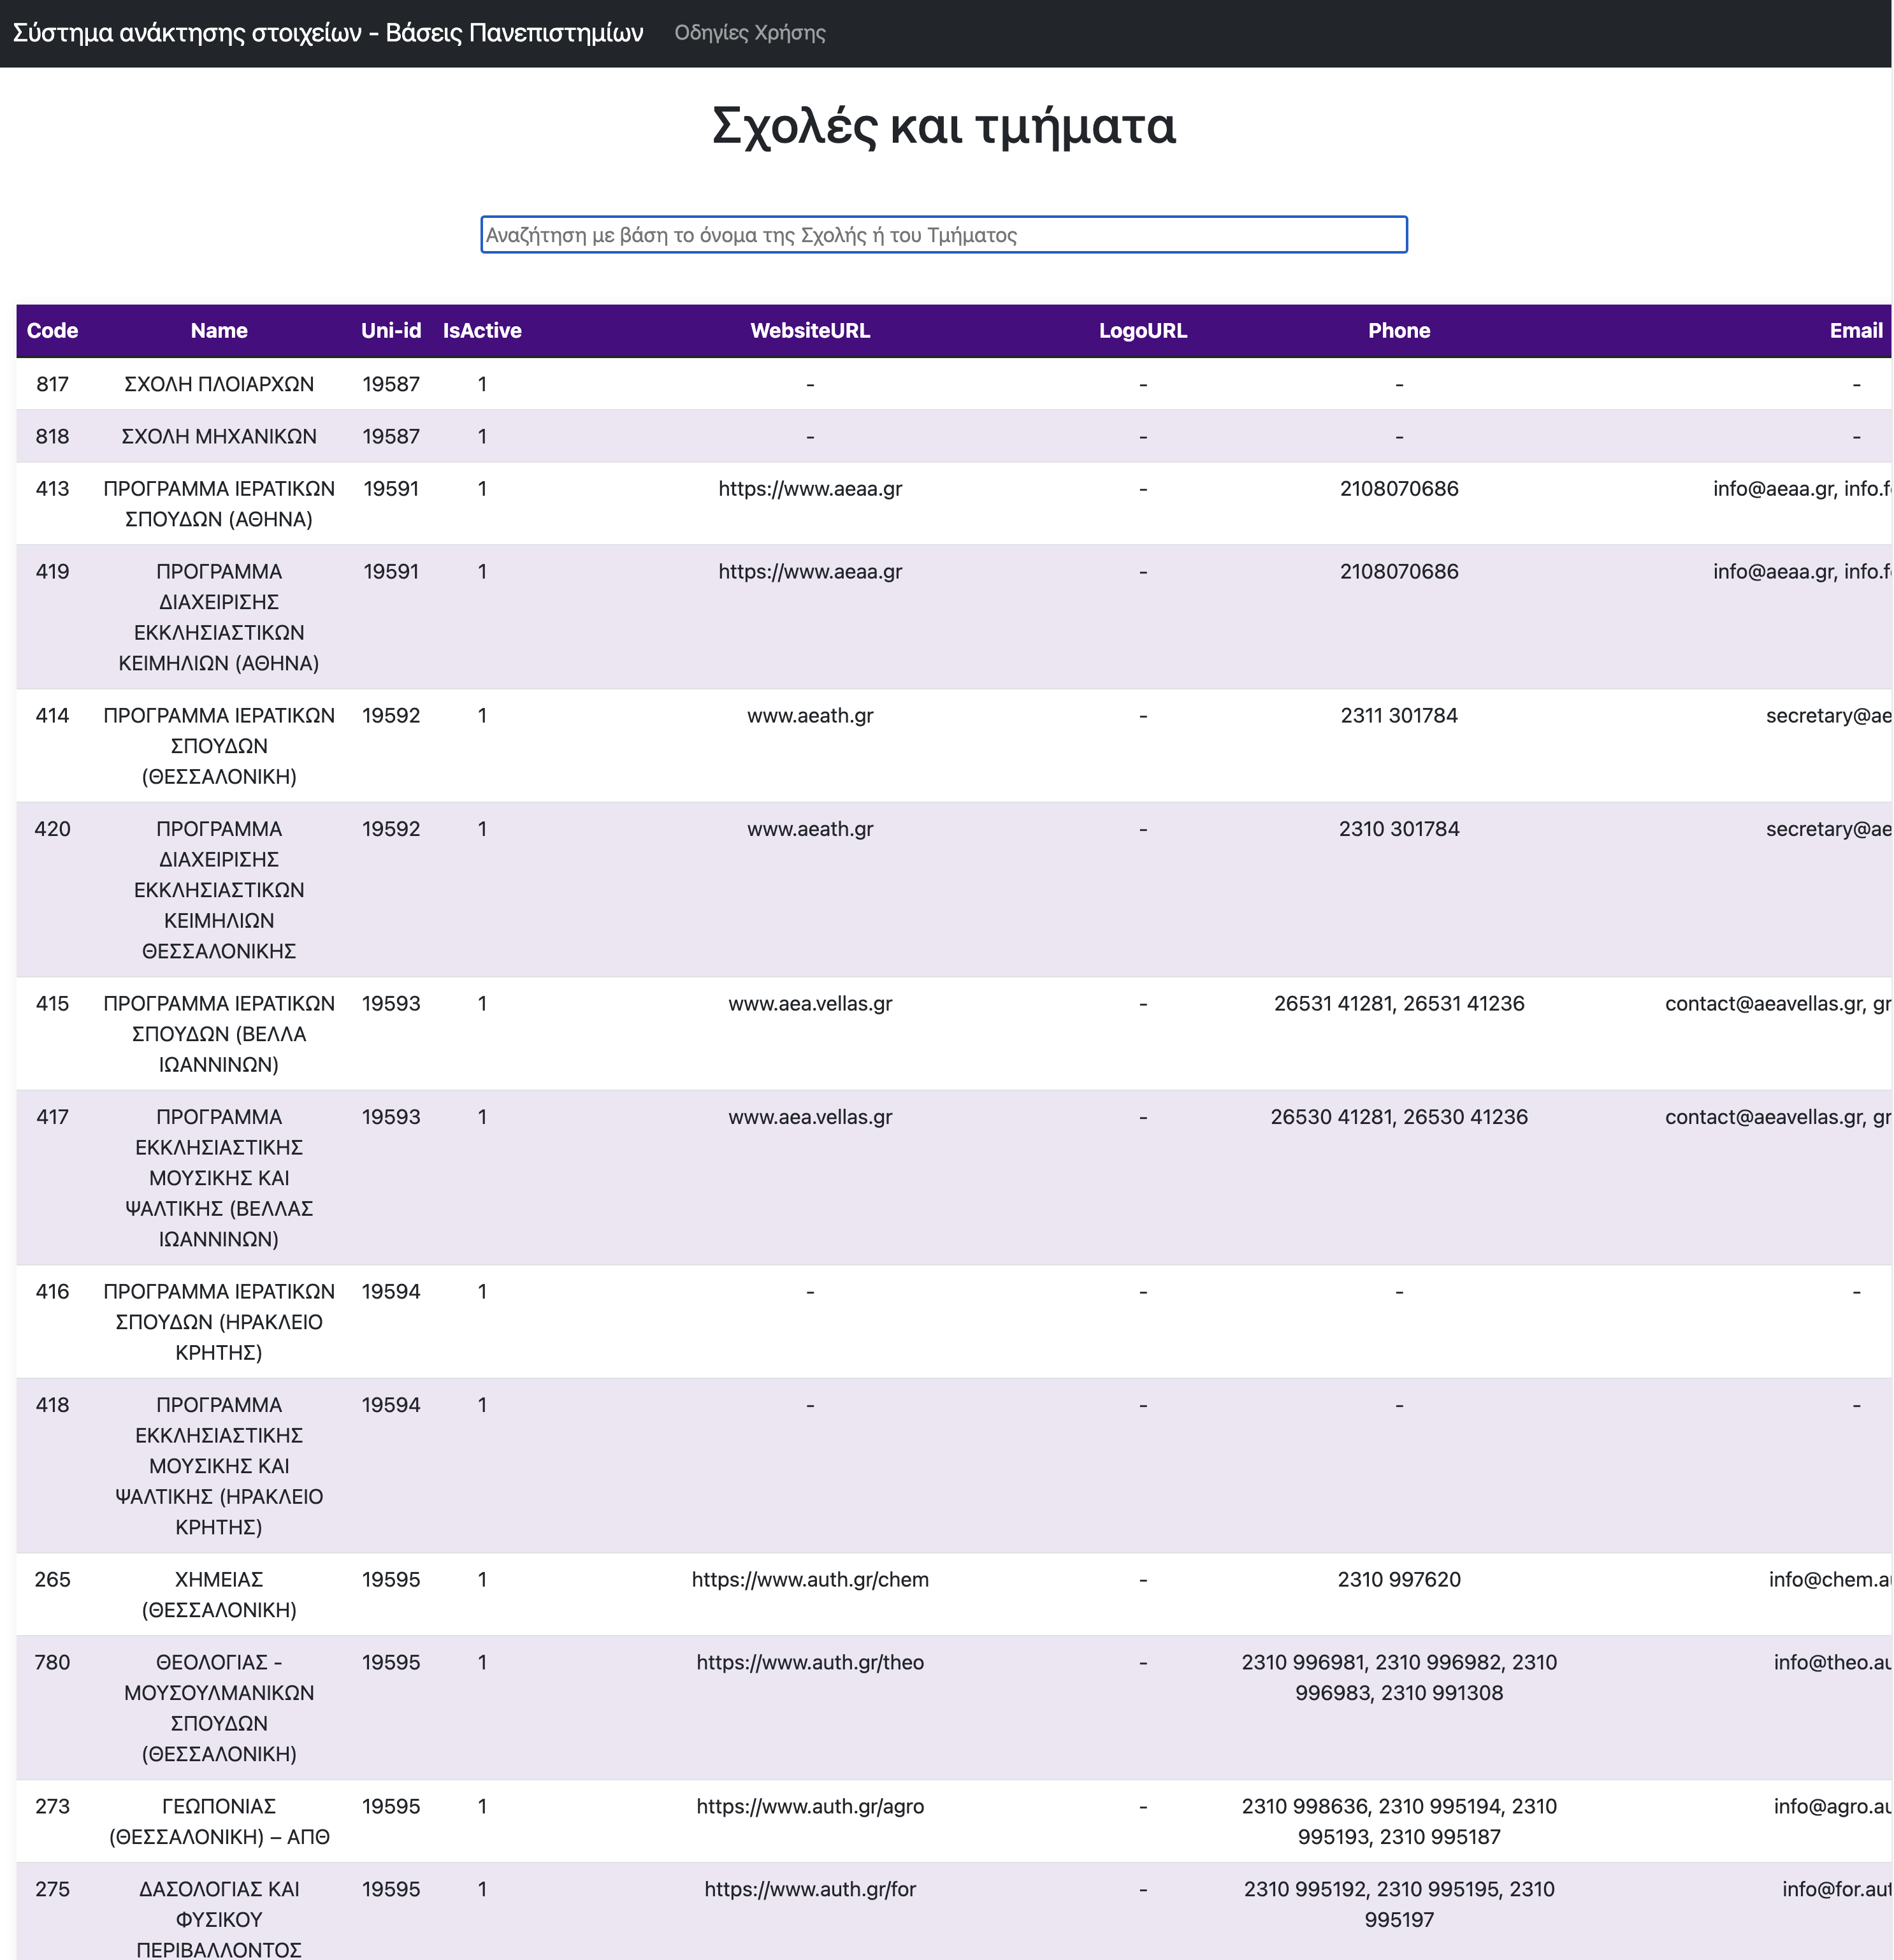 Σύστημα ανάκτησης στοιχείων - Βάσεις Πανεπιστημίων Οδηγίες Χρήσης
Σχολές και τμήματα
Αναζήτηση με βάση το όνομα της Σχολής ή του Τμήματος
Code Name Uni-id IsActive WebsiteURL LogoURL Phone Email
817 ΣΧΟΛΗ ΠΛΟΙΑΡΧΩΝ 19587 1 - - - -
818 ΣΧΟΛΗ ΜΗΧΑΝΙΚΩΝ 19587 1 - - - -
413 ΠΡΟΓΡΑΜΜΑ ΙΕΡΑΤΙΚΩΝ 19591 1 https://www.aeaa.gr - 2108070686 info@aeaa.gr, info.f
ΣΠΟΥΔΩΝ (ΑΘΗΝΑ)
419 ΠΡΟΓΡΑΜΜΑ 19591 1 https://www.aeaa.gr - 2108070686 info@aeaa.gr, info.f
ΔΙΑΧΕΙΡΙΣΗΣ
ΕΚΚΛΗΣΙΑΣΤΙΚΩΝ
ΚΕΙΜΗΛΙΩΝ (ΑΘΗΝΑ)
414 ΠΡΟΓΡΑΜΜΑ ΙΕΡΑΤΙΚΩΝ 19592 1 www.aeath.gr - 2311 301784 secretary@ae
ΣΠΟΥΔΩΝ
(ΘΕΣΣΑΛΟΝΙΚΗ)
420 ΠΡΟΓΡΑΜΜΑ 19592 1 www.aeath.gr - 2310 301784 secretary@ae
ΔΙΑΧΕΙΡΙΣΗΣ
ΕΚΚΛΗΣΙΑΣΤΙΚΩΝ
ΚΕΙΜΗΛΙΩΝ
ΘΕΣΣΑΛΟΝΙΚΗΣ
415 ΠΡΟΓΡΑΜΜΑ ΙΕΡΑΤΙΚΩΝ 19593 1 www.aea.vellas.gr - 26531 41281, 26531 41236 contact@aeavellas.gr, gr
ΣΠΟΥΔΩΝ (ΒΕΛΛΑ
ΙΩΑΝΝΙΝΩΝ)
417 ΠΡΟΓΡΑΜΜΑ 19593 1 www.aea.vellas.gr - 26530 41281, 26530 41236 contact@aeavellas.gr, gr
ΕΚΚΛΗΣΙΑΣΤΙΚΗΣ
ΜΟΥΣΙΚΗΣ ΚΑΙ
ΨΑΛΤΙΚΗΣ (ΒΕΛΛΑΣ
ΙΩΑΝΝΙΝΩΝ)
416 ΠΡΟΓΡΑΜΜΑ ΙΕΡΑΤΙΚΩΝ 19594 1 - - - -
ΣΠΟΥΔΩΝ (ΗΡΑΚΛΕΙΟ
ΚΡΗΤΗΣ)
418 ΠΡΟΓΡΑΜΜΑ 19594 1 - - - -
ΕΚΚΛΗΣΙΑΣΤΙΚΗΣ
ΜΟΥΣΙΚΗΣ ΚΑΙ
ΨΑΛΤΙΚΗΣ (ΗΡΑΚΛΕΙΟ
ΚΡΗΤΗΣ)
265 ΧΗΜΕΙΑΣ 19595 1 https://www.auth.gr/chem - 2310 997620 info@chem.a
(ΘΕΣΣΑΛΟΝΙΚΗ)
780 ΘΕΟΛΟΓΙΑΣ - 19595 1 https://www.auth.gr/theo - 2310 996981, 2310 996982, 2310 info@theo.au
ΜΟΥΣΟΥΛΜΑΝΙΚΩΝ 996983, 2310 991308
ΣΠΟΥΔΩΝ
(ΘΕΣΣΑΛΟΝΙΚΗ)
273 ΓΕΩΠΟΝΙΑΣ 19595 1 https://www.auth.gr/agro - 2310 998636, 2310 995194, 2310 info@agro.au
(ΘΕΣΣΑΛΟΝΙΚΗ) – ΑΠΘ 995193, 2310 995187
275 ΔΑΣΟΛΟΓΙΑΣ ΚΑΙ 19595 1 https://www.auth.gr/for - 2310 995192, 2310 995195, 2310 info@for.aut
ΦΥΣΙΚΟΥ 995197
ΠΕΡΙΒΑΛΛΟΝΤΟΣ